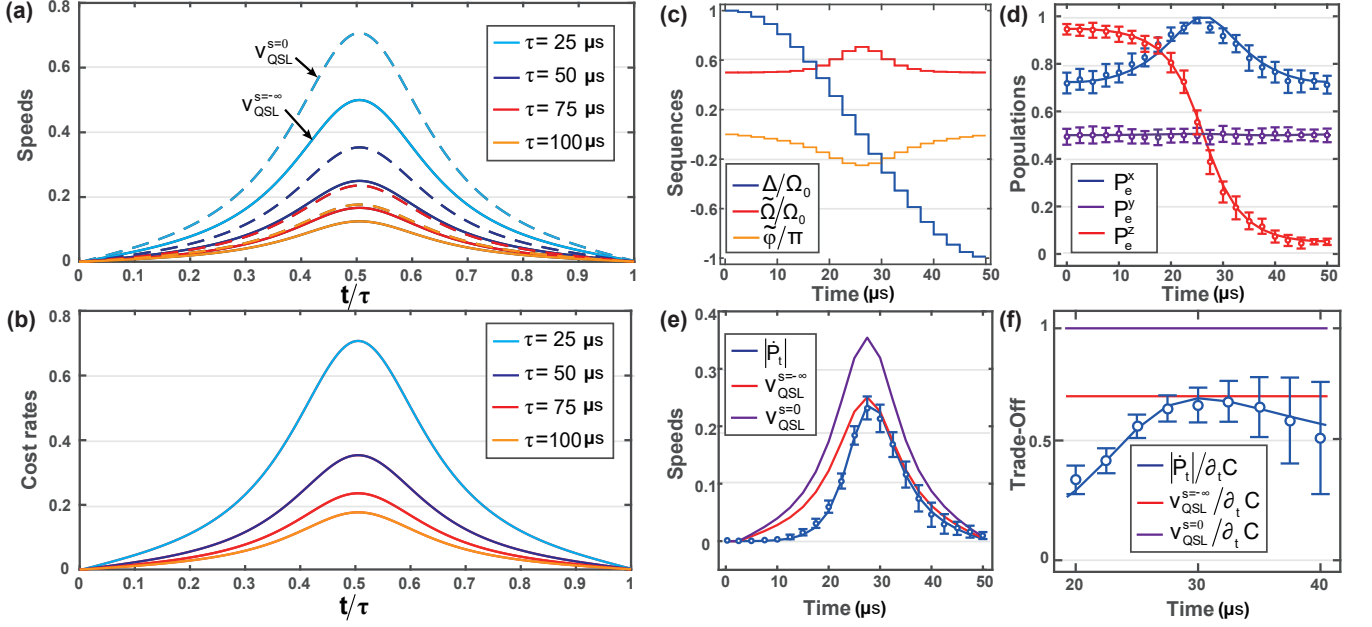 (a)
Speeds
0.8
0.6
0.4
0.2
0
v_QSL^{s=0}
v_QSL^{s=-∞}
τ = 25 μs
τ = 50 μs
τ = 75 μs
τ = 100 μs
0 0.1 0.2 0.3 0.4 0.5 0.6 0.7 0.8 0.9 1
t/τ
(b)
Cost rates
0.8
0.6
0.4
0.2
0
τ = 25 μs
τ = 50 μs
τ = 75 μs
τ = 100 μs
0 0.1 0.2 0.3 0.4 0.5 0.6 0.7 0.8 0.9 1
t/τ
(c)
Sequences
1
0.6
0.2
-0.2
-0.6
-1
Δ/Ω₀
Ω̃/Ω₀
φ̃/π
0 10 20 30 40 50
Time (μs)
(d)
Populations
1
0.8
0.6
0.4
0.2
0
P_e^x
P_e^y
P_e^z
0 10 20 30 40 50
Time (μs)
(e)
Speeds
0.4
0.3
0.2
0.1
0
|Ṗ_t|
v_QSL^{s=-∞}
v_QSL^{s=0}
0 10 20 30 40 50
Time (μs)
(f)
Trade-Off
1
0.5
0
|Ṗ_t|/∂_t C
v_QSL^{s=-∞}/∂_t C
v_QSL^{s=0}/∂_t C
20 30 40
Time (μs)